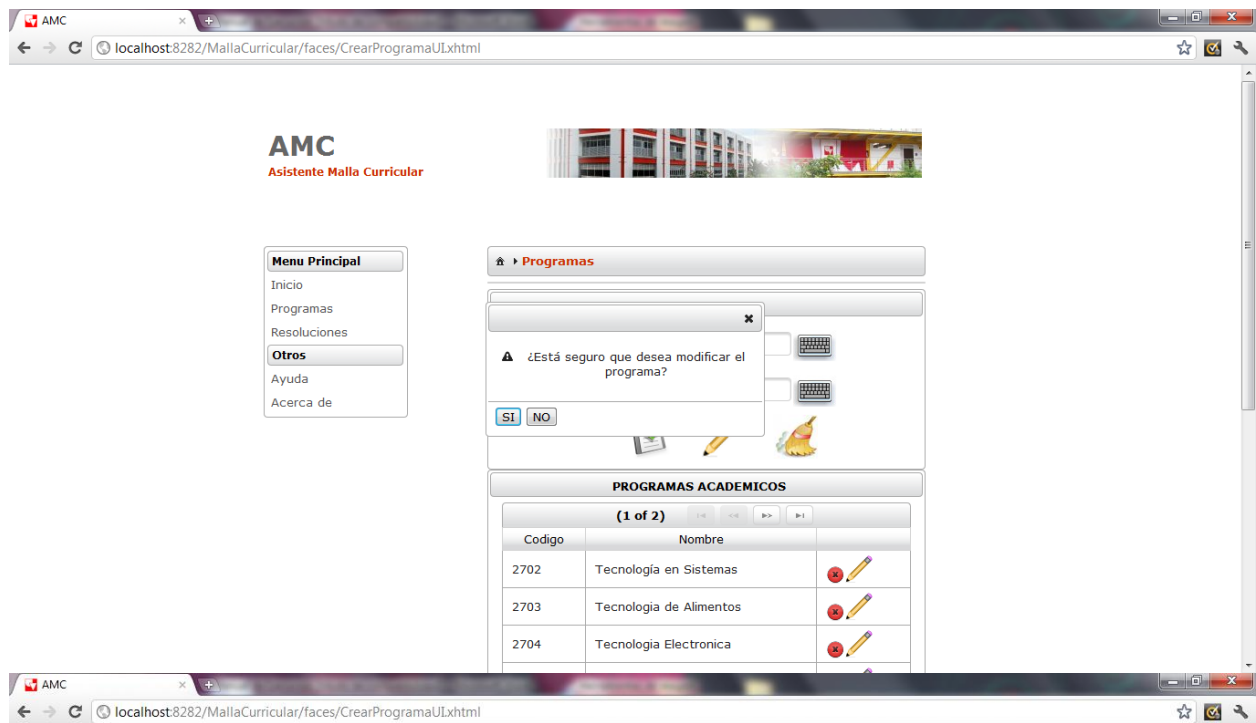 AMC
localhost:8282/MallaCurricular/faces/CrearProgramaUI.xhtml
AMC
Asistente Malla Curricular
Menu Principal
Inicio
Programas
Resoluciones
Otros
Ayuda
Acerca de
Programas
¿Está seguro que desea modificar el
programa?
SI NO
PROGRAMAS ACADEMICOS
(1 of 2)
Codigo Nombre
2702 Tecnología en Sistemas
2703 Tecnologia de Alimentos
2704 Tecnologia Electronica
AMC
localhost:8282/MallaCurricular/faces/CrearProgramaUI.xhtml